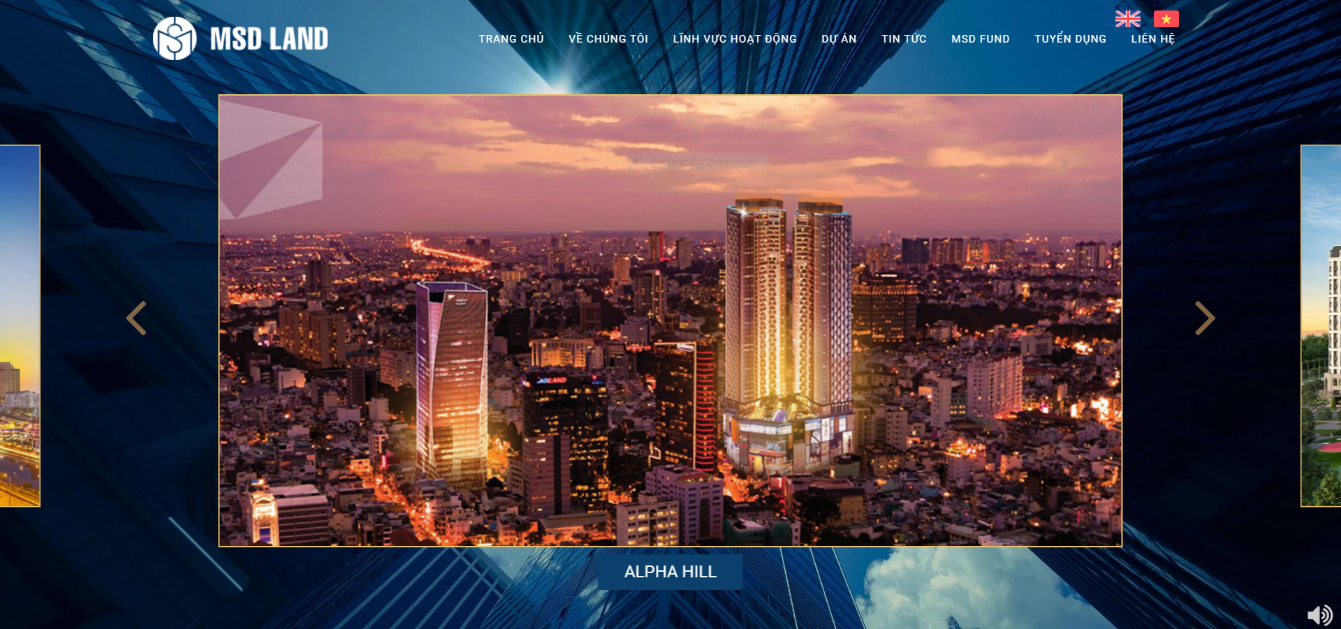 MSD LAND
TRANG CHỦ VỀ CHÚNG TÔI LĨNH VỰC HOẠT ĐỘNG DỰ ÁN TIN TỨC MSD FUND TUYỂN DỤNG LIÊN HỆ
ALPHA HILL